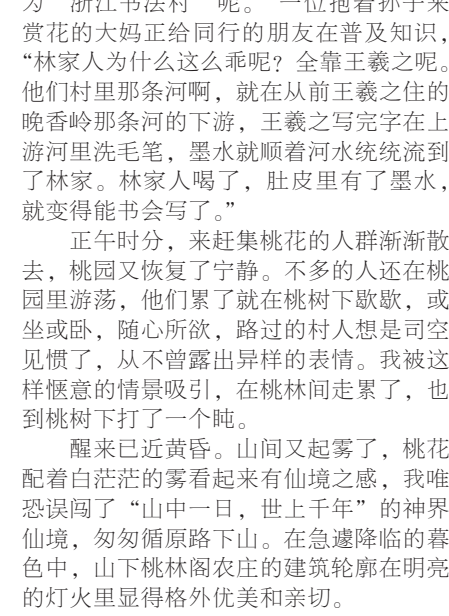 为“浙江书法村”呢。”一位抱着孙子来
赏花的大妈正给同行的朋友在普及知识，
“林家人为什么这么乖呢？全靠王羲之呢。
他们村里那条河啊，就在从前王羲之住的
晚香岭那条河的下游，王羲之写完字在上
游河里洗毛笔，墨水就顺着河水统统流到
了林家。林家人喝了，肚皮里有了墨水，
就变得能书会写了。”
正午时分，来赶集桃花的人群渐渐散
去，桃园又恢复了宁静。不多的人还在桃
园里游荡，他们累了就在桃树下歇歇，或
坐或卧，随心所欲，路过的村人想是司空
见惯了，从不曾露出异样的表情。我被这
样惬意的情景吸引，在桃林间走累了，也
到桃树下打了一个盹。
醒来已近黄昏。山间又起雾了，桃花
配着白茫茫的雾看起来有仙境之感，我唯
恐误闯了“山中一日，世上千年”的神界
仙境，匆匆循原路下山。在急遽降临的暮
色中，山下桃林阁农庄的建筑轮廓在明亮
的灯火里显得格外优美和亲切。